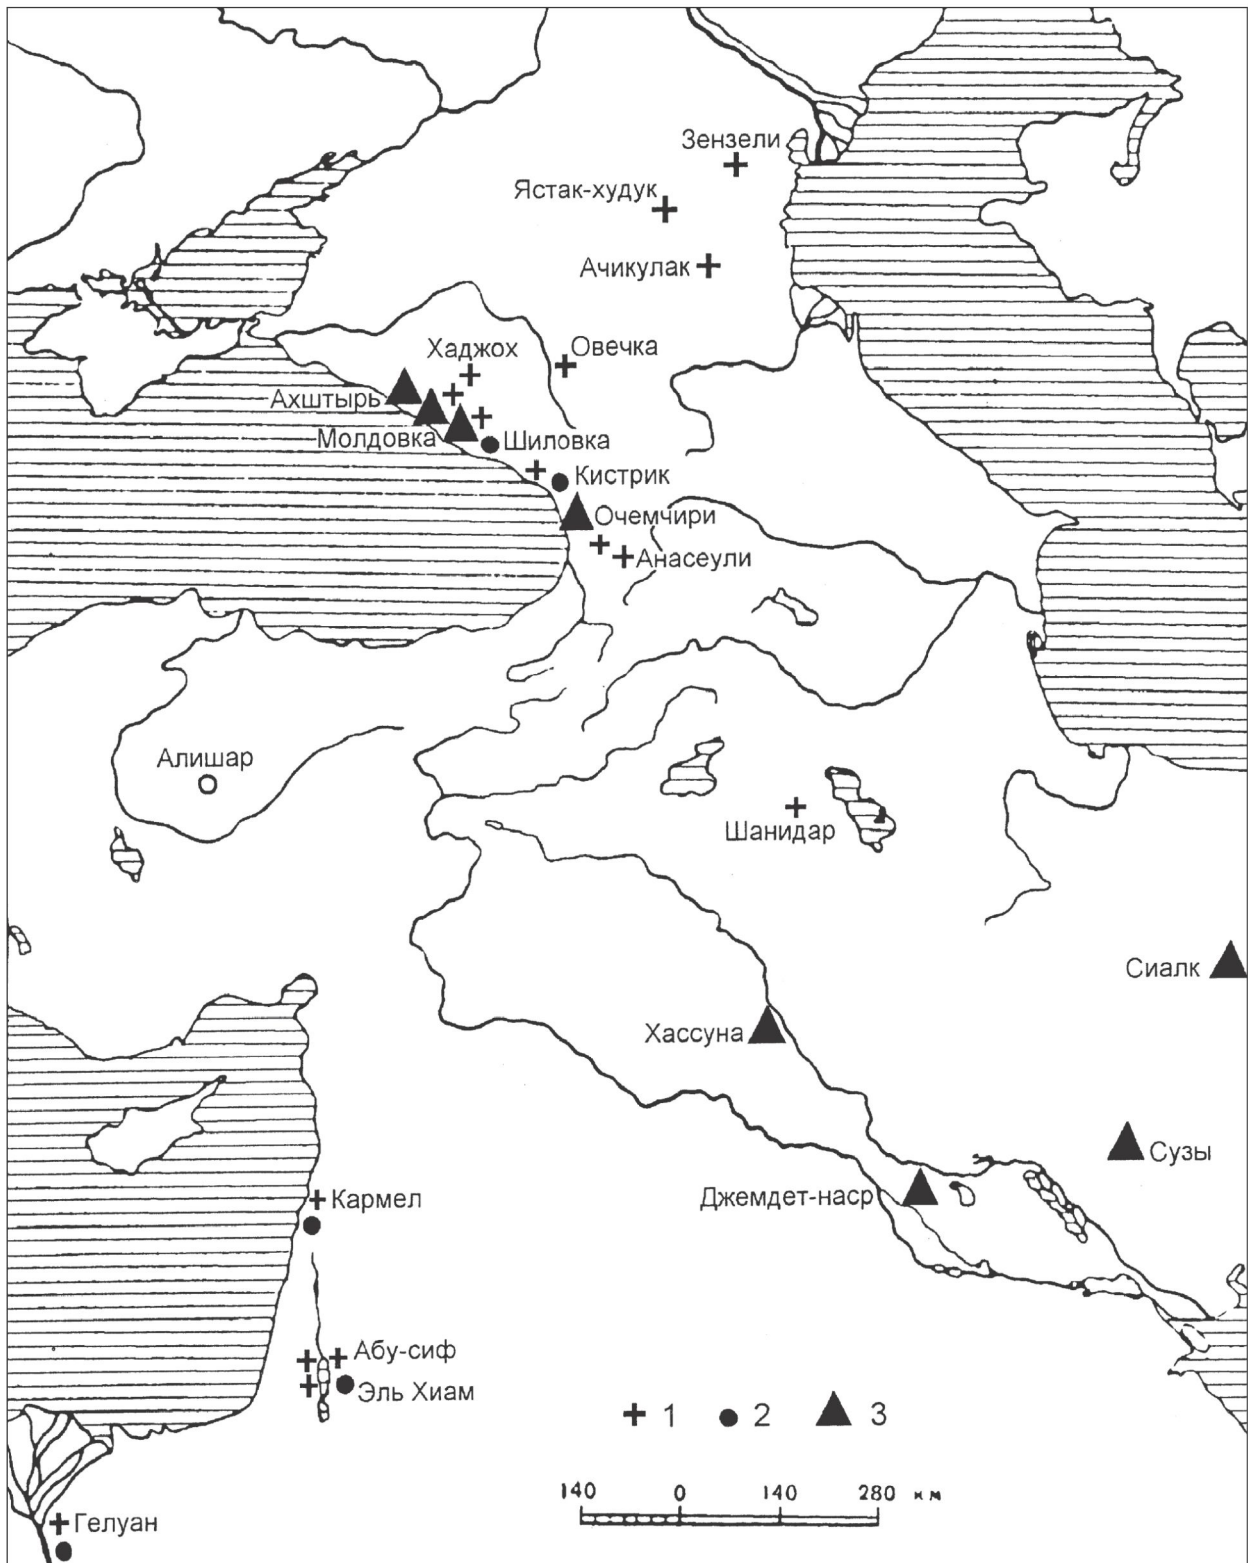 Зензели
Ястак-худук
Ачикулак
Овечка
Хаджох
Ахштырь
Молдовка
Шиловка
Кистрик
Очемчири
Анасеули
Алишар
Шанидар
Сиалк
Хассуна
Сузы
Джемдет-наср
Кармел
Абу-сиф
Эль Хиам
1 2 3
140 0 140 280 км
Гелуан